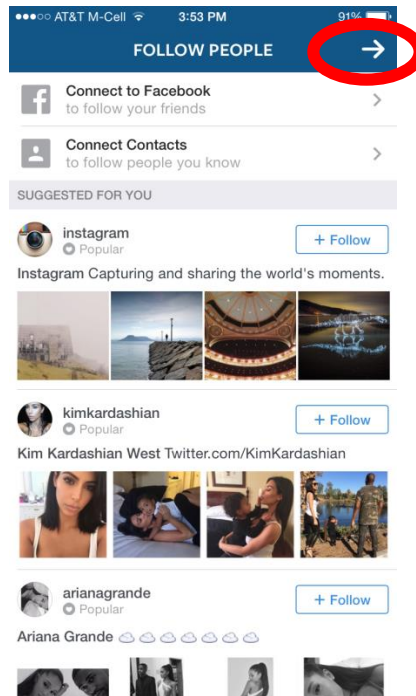 AT&T M-Cell 3:53 PM 91%
FOLLOW PEOPLE
Connect to Facebook
to follow your friends
Connect Contacts
to follow people you know
SUGGESTED FOR YOU
instagram
Popular
+ Follow
Instagram Capturing and sharing the world's moments.
kimkardashian
Popular
+ Follow
Kim Kardashian West Twitter.com/KimKardashian
arianagrande
Popular
+ Follow
Ariana Grande ☁️☁️☁️☁️☁️☁️☁️